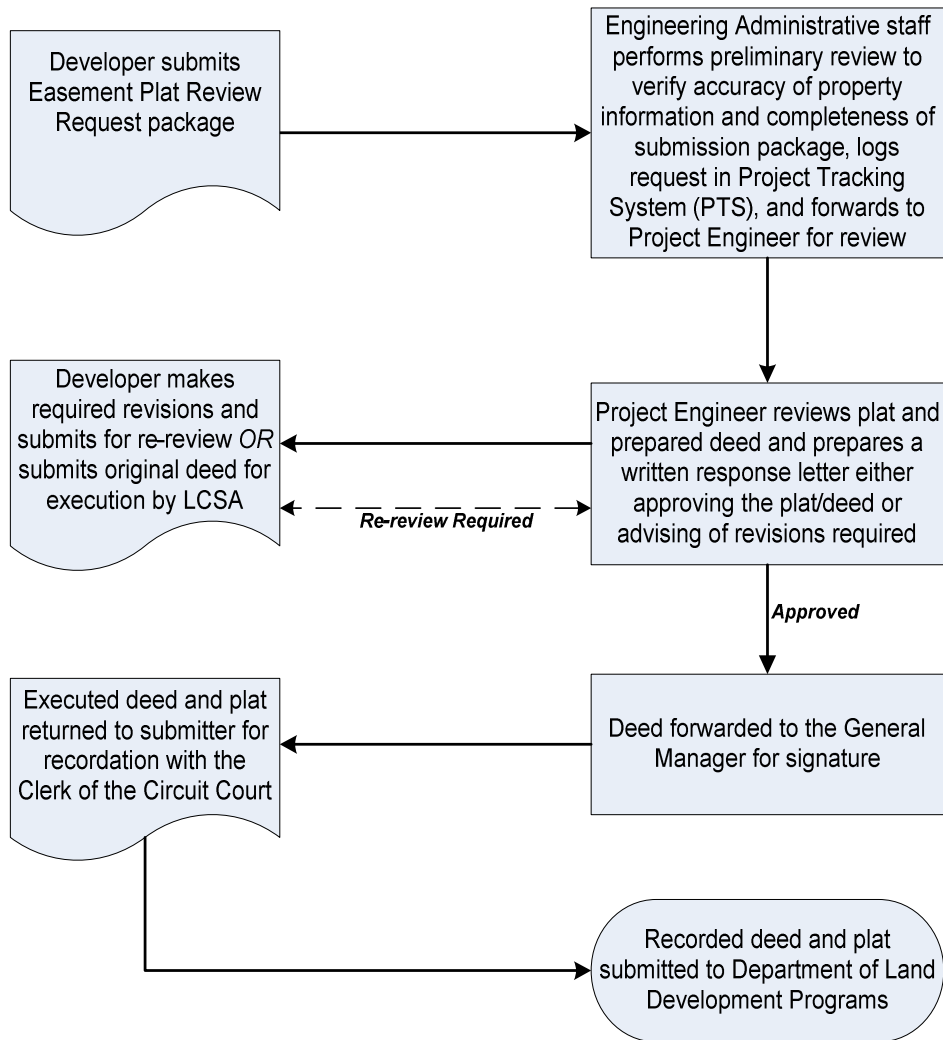 Developer submits
Easement Plat Review
Request package
Engineering Administrative staff
performs preliminary review to
verify accuracy of property
information and completeness of
submission package, logs
request in Project Tracking
System (PTS), and forwards to
Project Engineer for review
Developer makes
required revisions and
submits for re-review OR
submits original deed for
execution by LCSA
Project Engineer reviews plat and
prepared deed and prepares a
written response letter either
approving the plat/deed or
advising of revisions required
Re-review Required
Approved
Executed deed and plat
returned to submitter for
recordation with the
Clerk of the Circuit Court
Deed forwarded to the General
Manager for signature
Recorded deed and plat
submitted to Department of Land
Development Programs